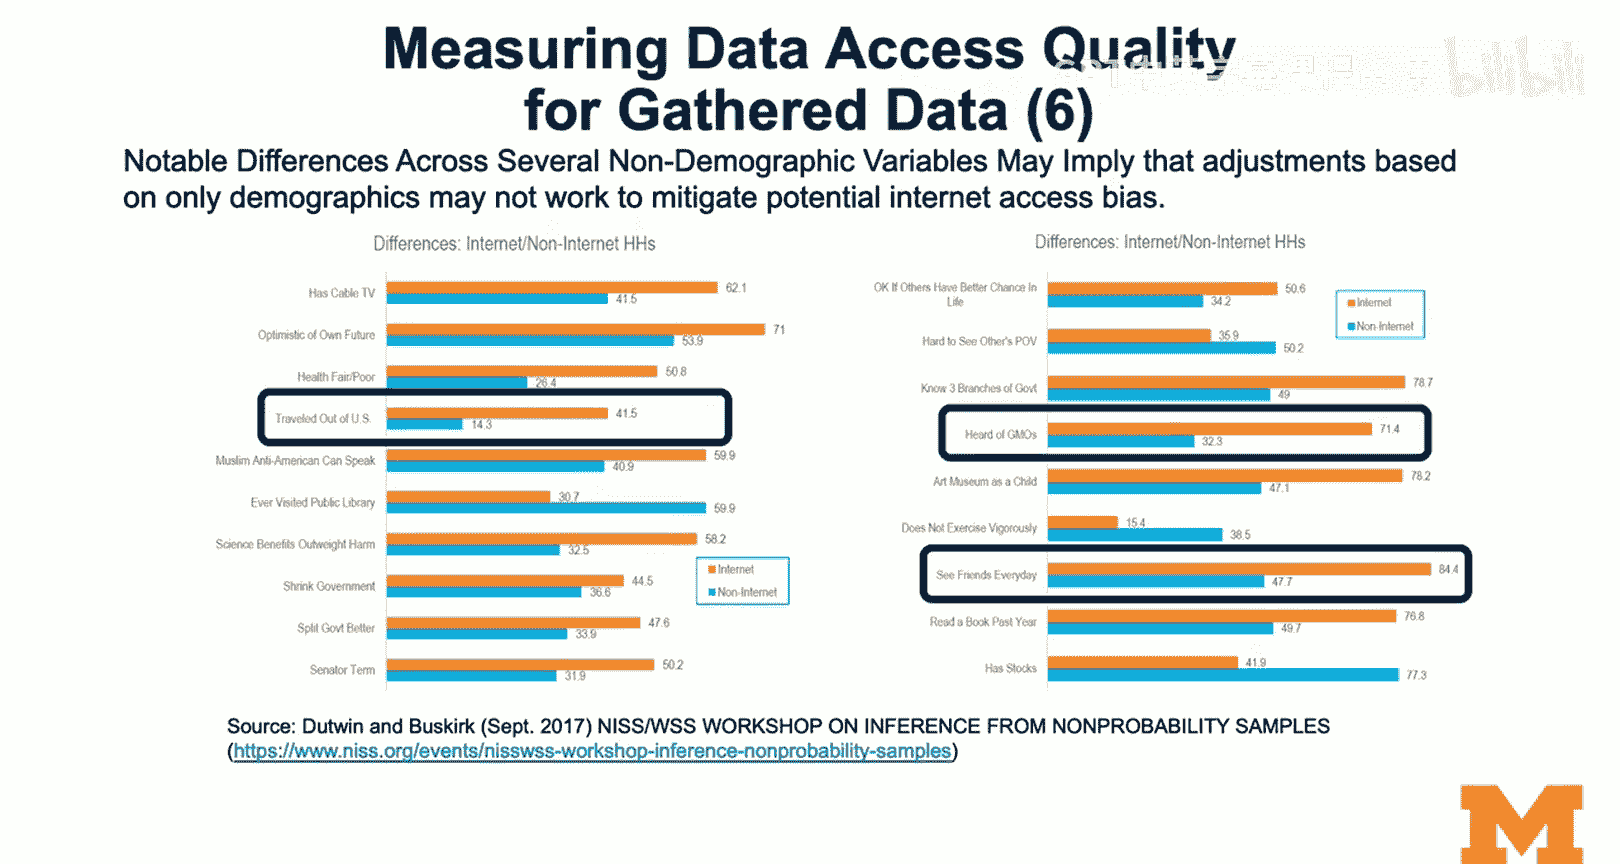 Measuring Data Access Quality
for Gathered Data (6)
bilibili
Notable Differences Across Several Non-Demographic Variables May Imply that adjustments based
on only demographics may not work to mitigate potential internet access bias.
Differences: Internet/Non-Internet HHs
Has Cable TV
62.1
41.5
Optimistic of Own Future
71
53.9
Health Fair/Poor
50.8
26.4
Traveled Out of U.S.
41.5
14.3
Muslim Anti-American Can Speak
59.9
40.9
Ever Visited Public Library
30.7
59.9
Science Benefits Outweight Harm
58.2
32.5
Shrink Government
44.5
36.6
Split Govt Better
47.6
33.9
Senator Term
50.2
31.9
Internet
Non-Internet
Differences: Internet/Non-Internet HHs
OK If Others Have Better Chance In
Life
50.6
34.2
Hard to See Other's POV
35.9
50.2
Know 3 Branches of Govt
78.7
49
Heard of GMOs
71.4
32.3
Art Museum as a Child
78.2
47.1
Does Not Exercise Vigorously
15.4
38.5
See Friends Everyday
84.4
47.7
Read a Book Past Year
76.8
49.7
Has Stocks
41.9
77.3
Internet
Non-Internet
Source: Dutwin and Buskirk (Sept. 2017) NISS/WSS WORKSHOP ON INFERENCE FROM NONPROBABILITY SAMPLES
(https://www.niss.org/events/nisswss-workshop-inference-nonprobability-samples)
M